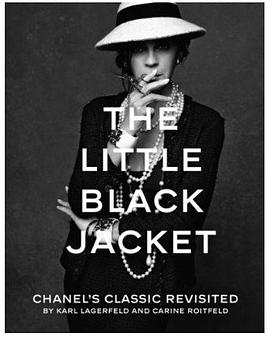 THE
LITTLE
BLACK
JACKET
CHANEL'S CLASSIC REVISITED
BY KARL LAGERFELD AND CARINE ROITFELD